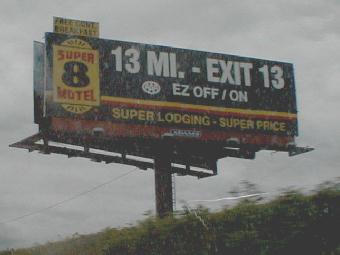 FREE CONT.
BREAKFAST
SUPER
8
MOTEL
13 MI. - EXIT 13
EZ OFF / ON
SUPER LODGING - SUPER PRICE